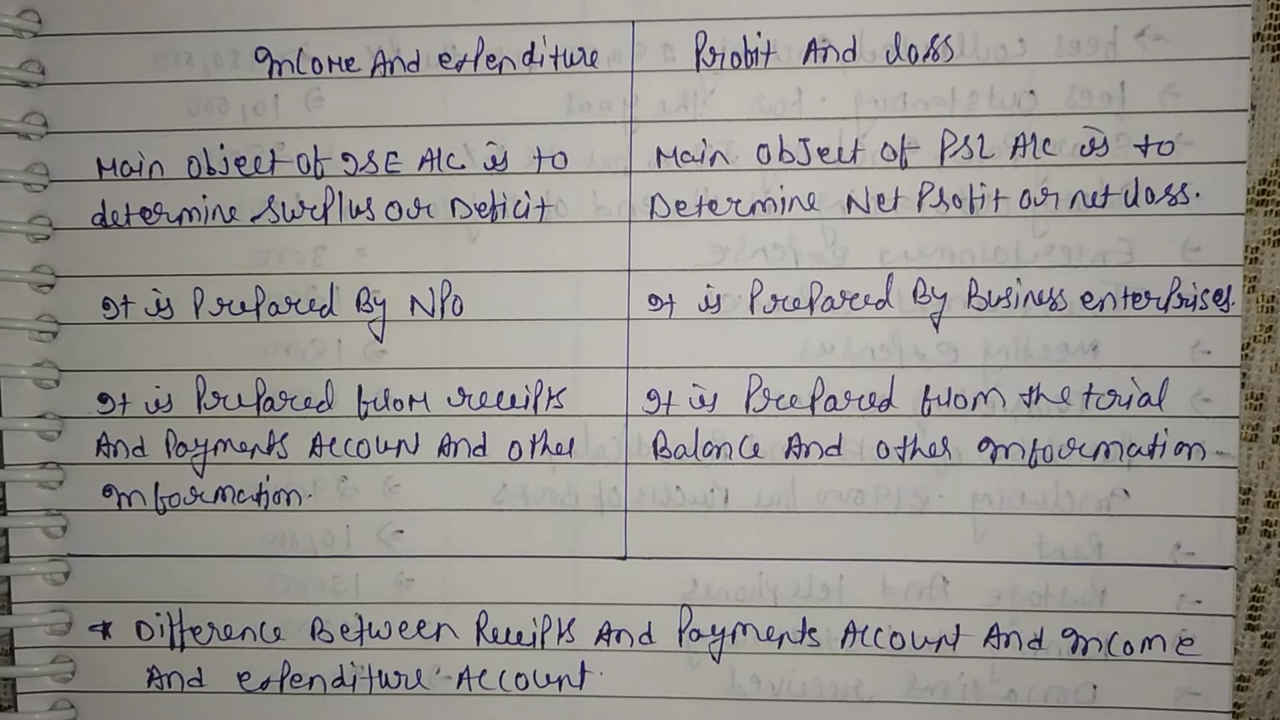 Income And expenditure
Profit And Loss
Main object of I&E A/c is to
determine surplus or Deficit
Main object of P&L A/c is to
Determine Net Profit or net loss.
It is Prepared By NPO
It is Prepared By Business enterprises.
It is Prepared from receipts
And Payments Account And other
information.
It is Prepared from the trial
Balance And other information.
* Difference Between Receipts And Payments Account And Income
And expenditure Account.